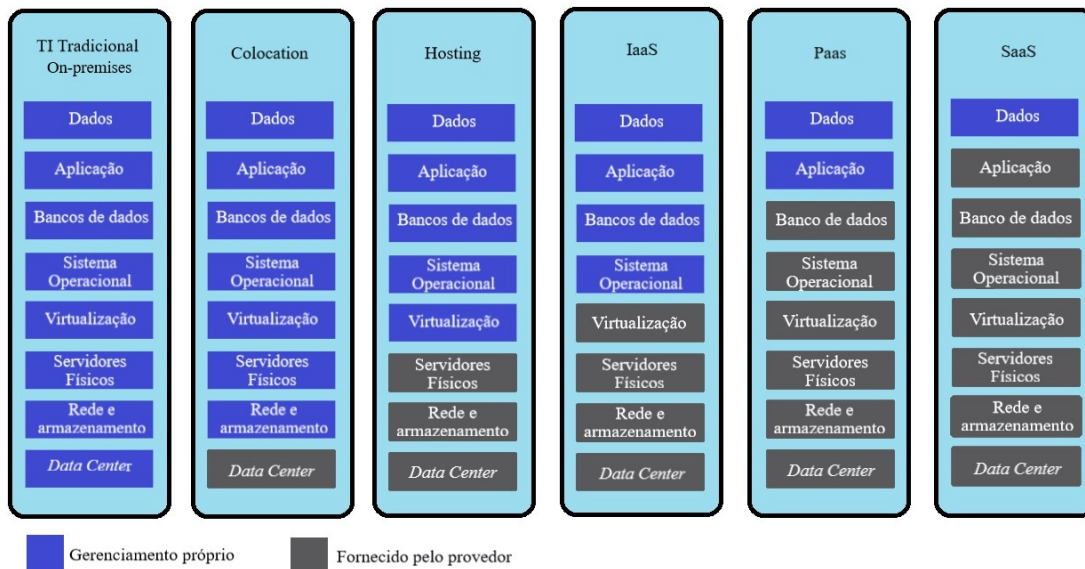 TI Tradicional
On-premises
Dados
Aplicação
Bancos de dados
Sistema
Operacional
Virtualização
Servidores
Físicos
Rede e
armazenamento
Data Center
Colocation
Dados
Aplicação
Bancos de dados
Sistema
Operacional
Virtualização
Servidores
Físicos
Rede e
armazenamento
Data Center
Hosting
Dados
Aplicação
Bancos de dados
Sistema
Operacional
Virtualização
Servidores
Físicos
Rede e
armazenamento
Data Center
IaaS
Dados
Aplicação
Bancos de dados
Sistema
Operacional
Virtualização
Servidores
Físicos
Rede e
armazenamento
Data Center
Paas
Dados
Aplicação
Banco de dados
Sistema
Operacional
Virtualização
Servidores
Físicos
Rede e
armazenamento
Data Center
SaaS
Dados
Aplicação
Banco de dados
Sistema
Operacional
Virtualização
Servidores
Físicos
Rede e
armazenamento
Data Center
Gerenciamento próprio
Fornecido pelo provedor